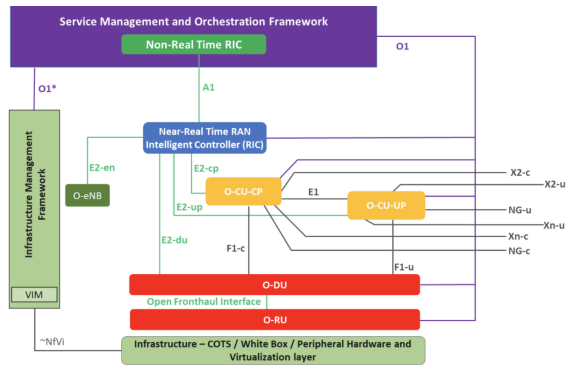 Service Management and Orchestration Framework
Non-Real Time RIC
O1
O1*
A1
Near-Real Time RAN
Intelligent Controller (RIC)
Infrastructure Management
Framework
E2-en
E2-cp
X2-c
O-eNB
O-CU-CP
E1
X2-u
E2-up
O-CU-UP
NG-u
Xn-u
Xn-c
E2-du
F1-c
NG-c
F1-u
O-DU
VIM
Open Fronthaul Interface
O-RU
~NfVi
Infrastructure – COTS / White Box / Peripheral Hardware and
Virtualization layer